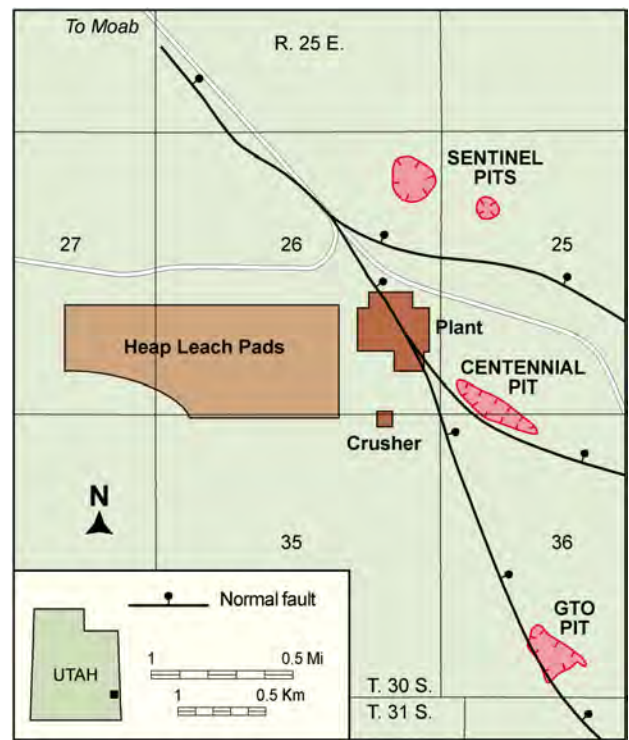 To Moab
R. 25 E.
SENTINEL
PITS
27
26
25
Heap Leach Pads
Plant
CENTENNIAL
PIT
Crusher
N
35
36
GTO
PIT
Normal fault
UTAH
1
0.5 Mi
1
0.5 Km
T. 30 S.
T. 31 S.